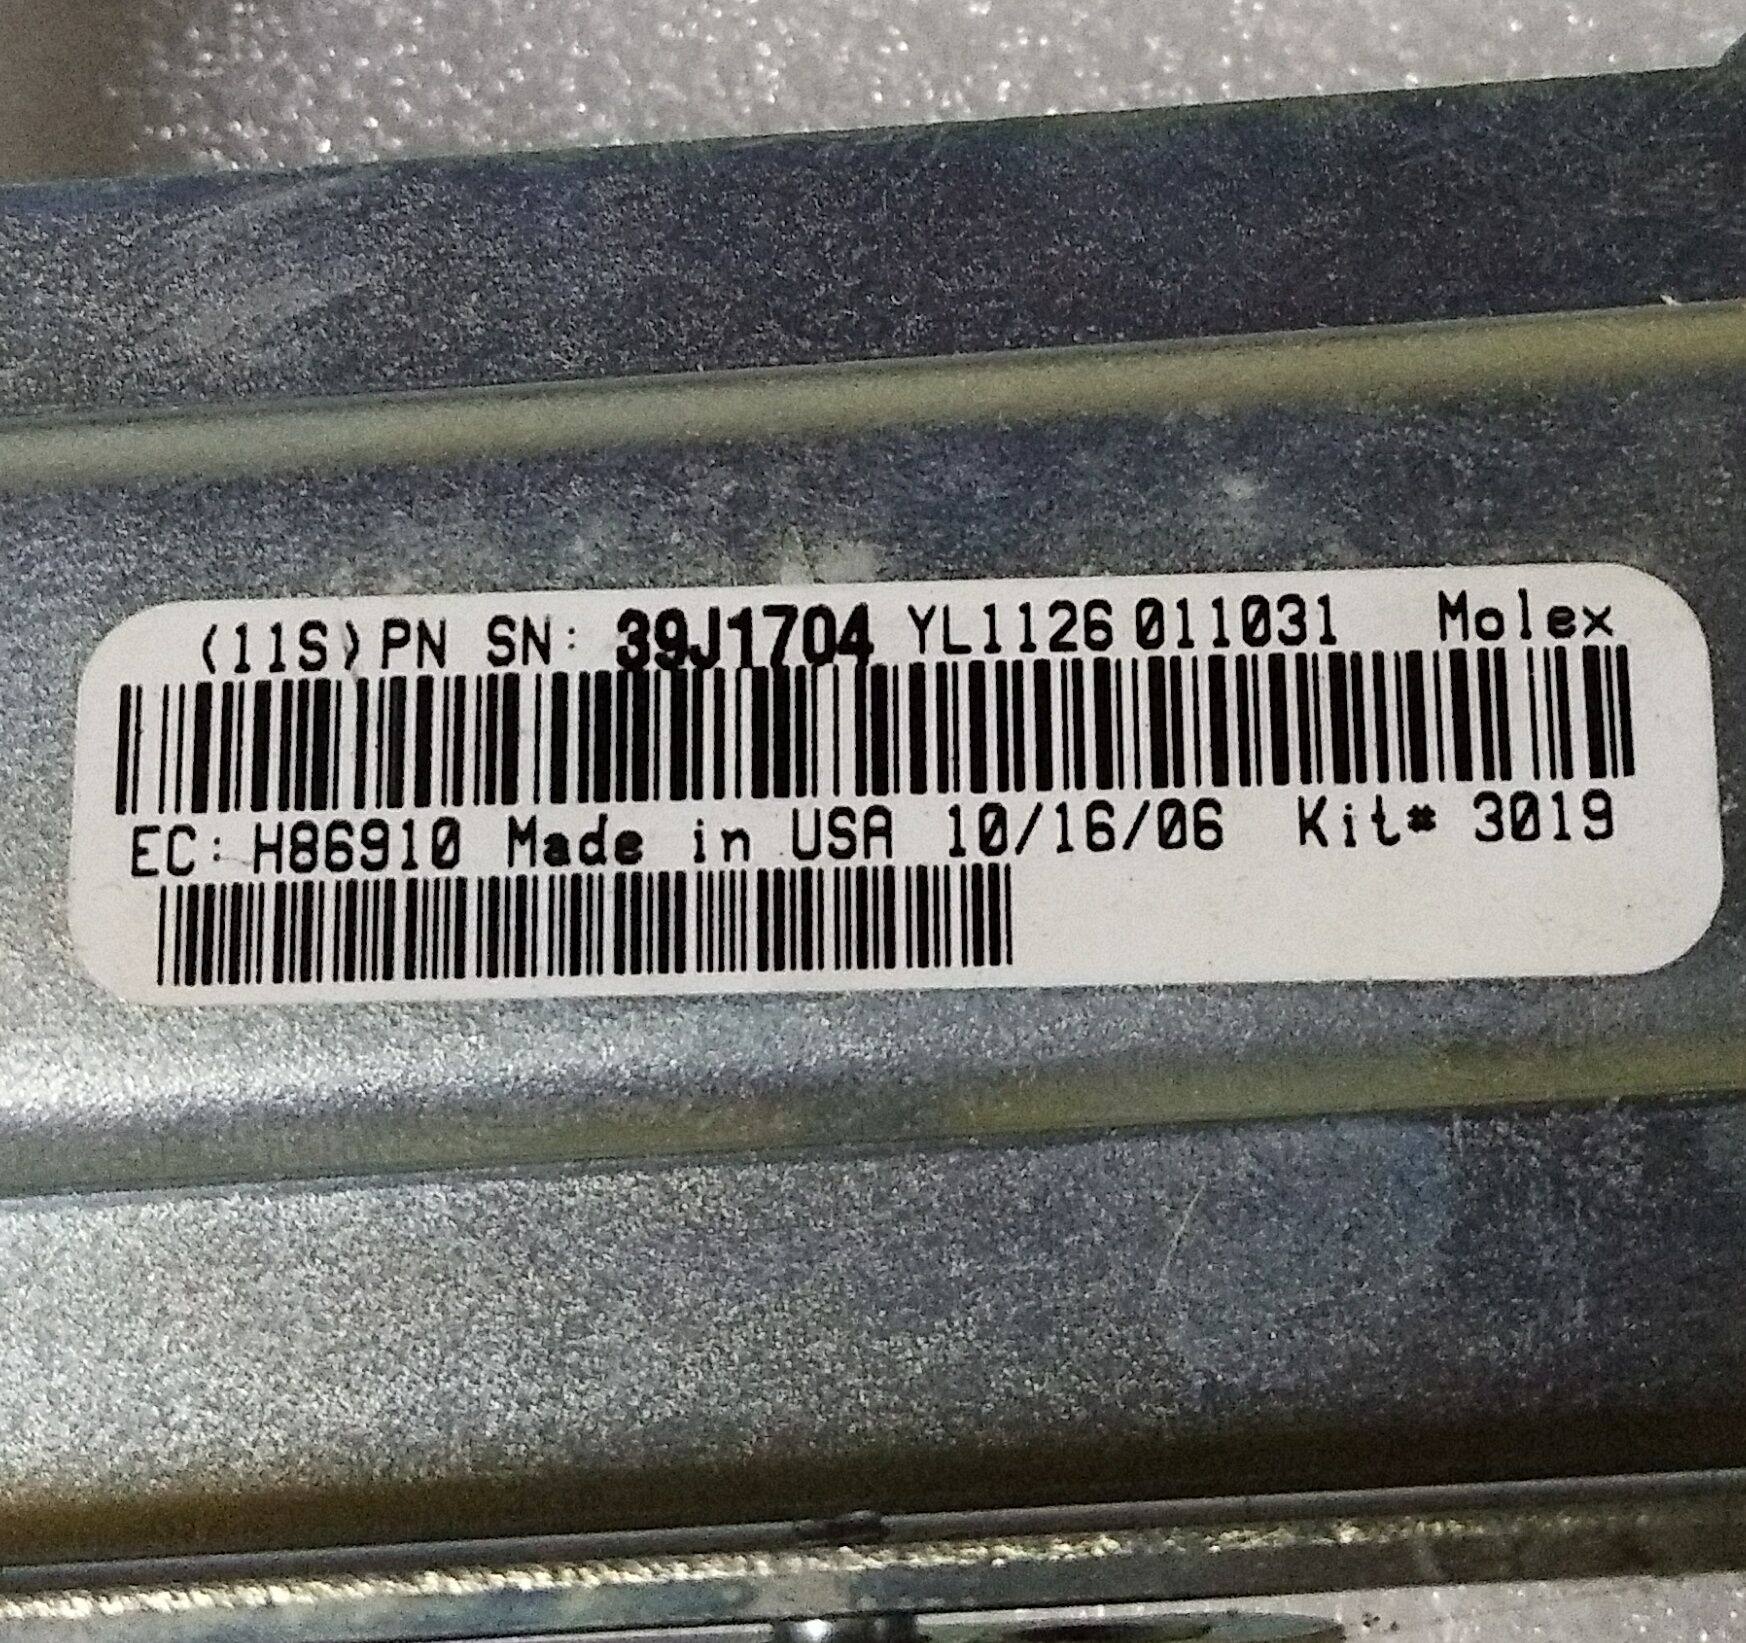 (11S)PN SN: 39J1704 YL1126 011031 Molex
EC: H86910 Made in USA 10/16/06 Kit# 3019